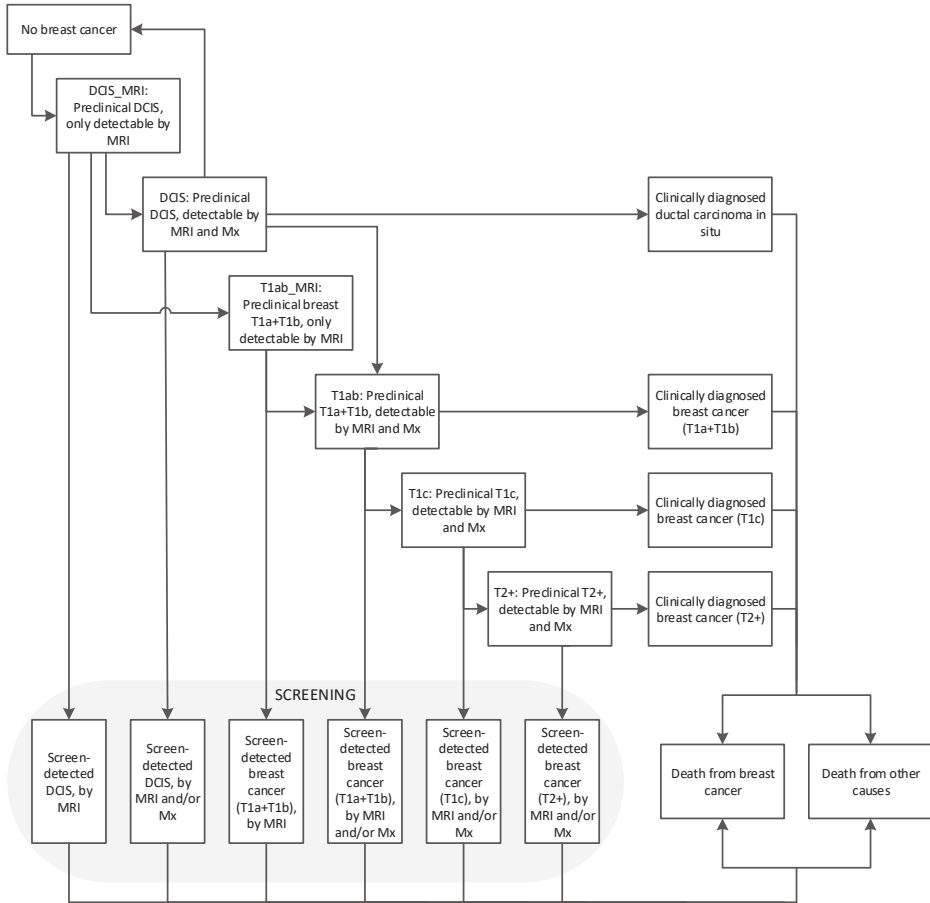 No breast cancer
DCIS_MRI:
Preclinical DCIS,
only detectable by
MRI
DCIS: Preclinical
DCIS, detectable by
MRI and Mx
Clinically diagnosed
ductal carcinoma in
situ
T1ab_MRI:
Preclinical breast
T1a+T1b, only
detectable by MRI
T1ab: Preclinical
T1a+T1b, detectable
by MRI and Mx
Clinically diagnosed
breast cancer
(T1a+T1b)
T1c: Preclinical T1c,
detectable by MRI
and Mx
Clinically diagnosed
breast cancer (T1c)
T2+: Preclinical T2+,
detectable by MRI
and Mx
Clinically diagnosed
breast cancer (T2+)
SCREENING
Screen-
detected
DCIS, by
MRI
Screen-
detected
DCIS, by
MRI and/or
Mx
Screen-
detected
breast
cancer
(T1a+T1b),
by MRI
Screen-
detected
breast
cancer
(T1a+T1b),
by MRI
and/or Mx
Screen-
detected
breast
cancer
(T1c), by
MRI
and/or Mx
Screen-
detected
breast
cancer
(T2+), by
MRI
and/or Mx
Death from breast
cancer
Death from other
causes